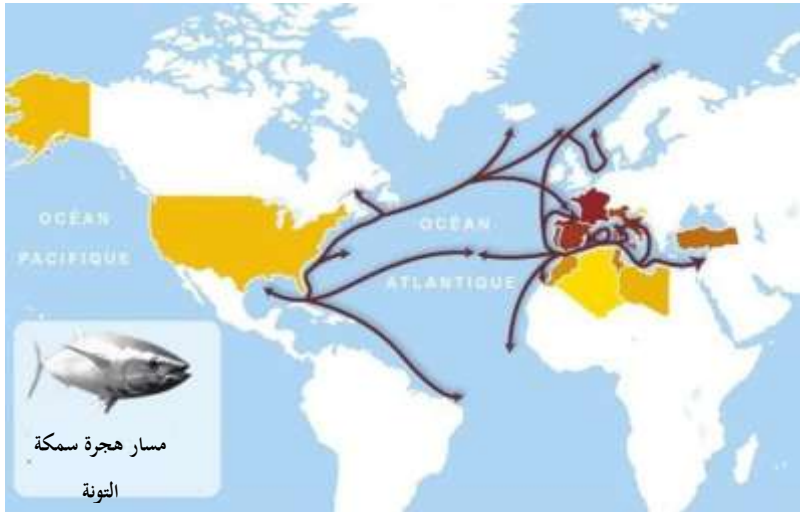 OCÉAN
PACIFIQUE
OCÉAN
ATLANTIQUE
مسار هجرة سمكة
التونة